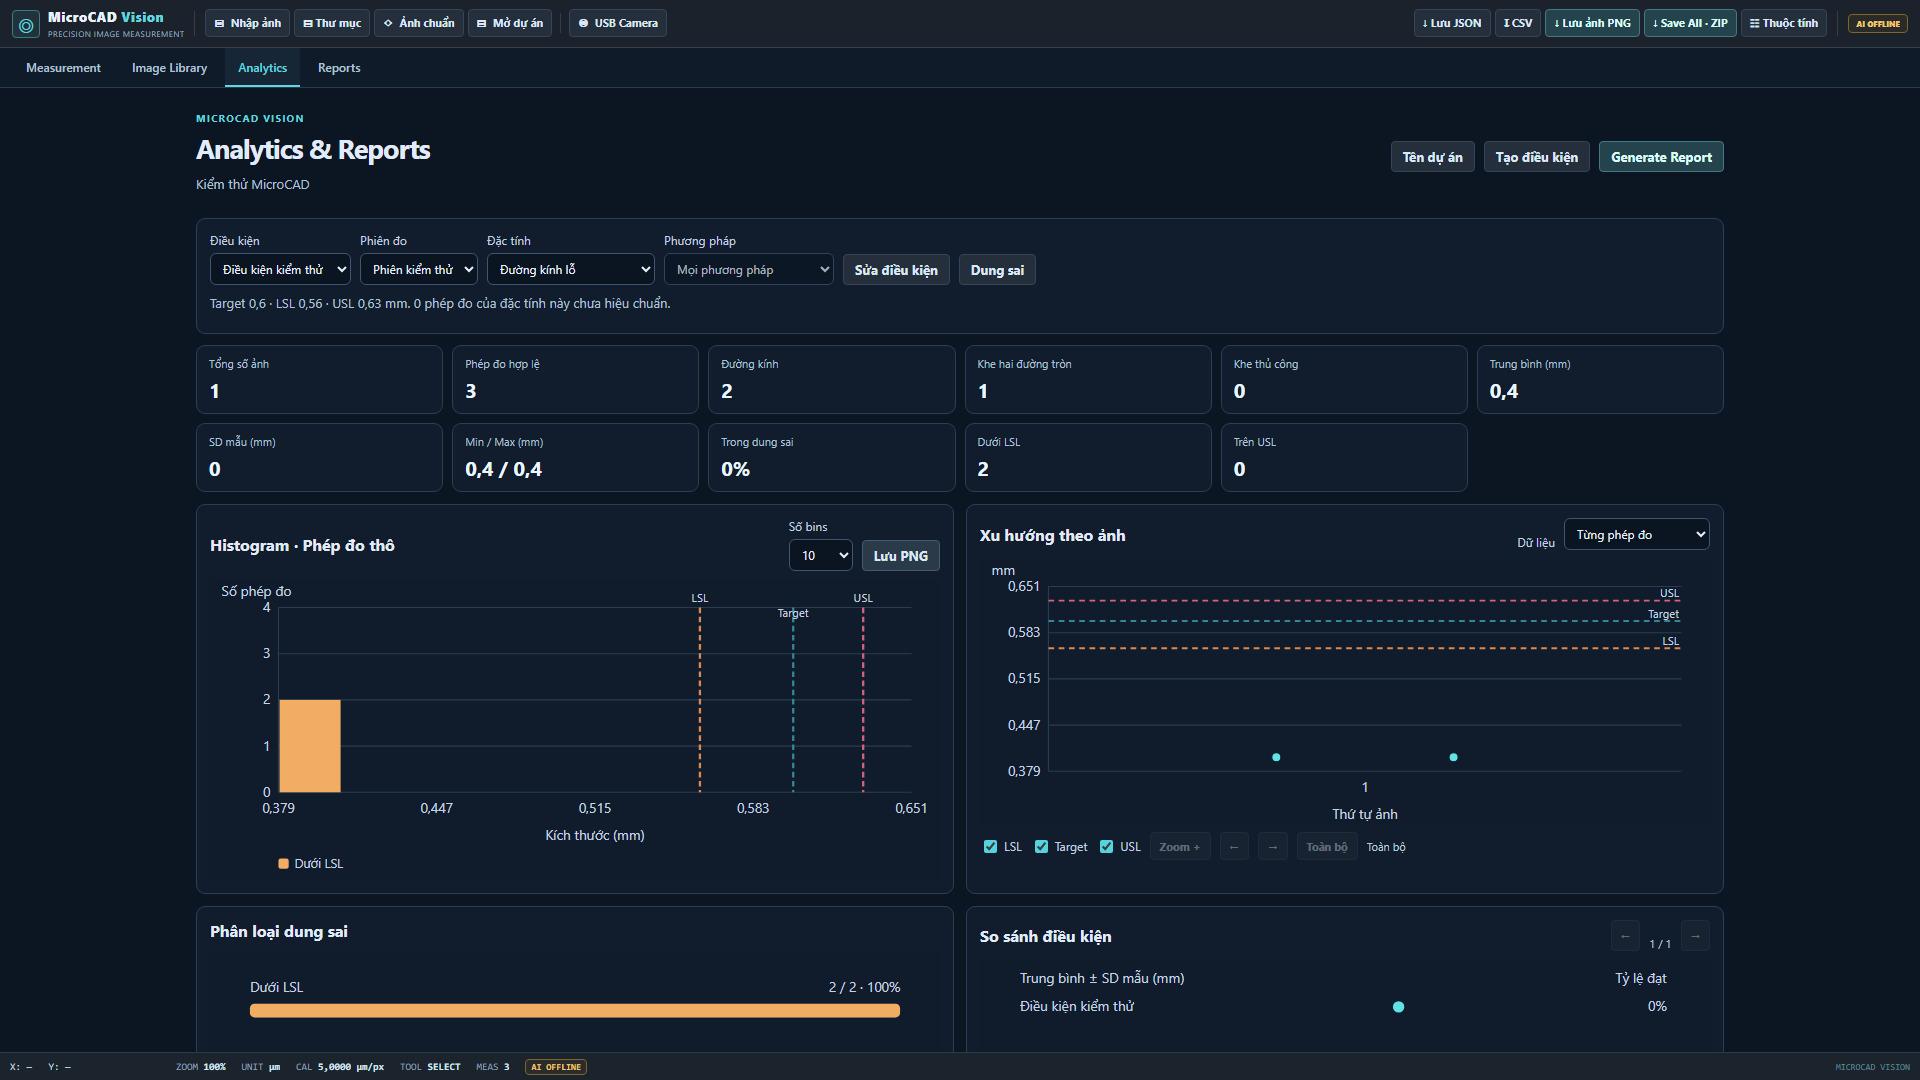 MicroCAD Vision
PRECISION IMAGE MEASUREMENT
Nhập ảnh
Thư mục
Ảnh chuẩn
Mở dự án
USB Camera
↓ Lưu JSON
CSV
↓ Lưu ảnh PNG
↓ Save All · ZIP
Thuộc tính
AI OFFLINE
Measurement
Image Library
Analytics
Reports
MICROCAD VISION
Analytics & Reports
Kiểm thử MicroCAD
Tên dự án
Tạo điều kiện
Generate Report
Điều kiện
Phiên đo
Đặc tính
Phương pháp
Điều kiện kiểm thử
Phiên kiểm thử
Đường kính lỗ
Mọi phương pháp
Sửa điều kiện
Dung sai
Target 0,6 · LSL 0,56 · USL 0,63 mm. 0 phép đo của đặc tính này chưa hiệu chuẩn.
Tổng số ảnh
1
Phép đo hợp lệ
3
Đường kính
2
Khe hai đường tròn
1
Khe thủ công
0
Trung bình (mm)
0,4
SD mẫu (mm)
0
Min / Max (mm)
0,4 / 0,4
Trong dung sai
0%
Dưới LSL
2
Trên USL
0
Histogram · Phép đo thô
Số bins
10
Lưu PNG
Số phép đo
LSL
Target
USL
4
3
2
1
0
0,379
0,447
0,515
0,583
0,651
Kích thước (mm)
Dưới LSL
Xu hướng theo ảnh
Dữ liệu
Từng phép đo
mm
0,651
0,583
0,515
0,447
0,379
USL
Target
LSL
1
Thứ tự ảnh
LSL
Target
USL
Zoom +
←
→
Toàn bộ
Toàn bộ
Phân loại dung sai
Dưới LSL
2 / 2 · 100%
So sánh điều kiện
←
1 / 1
→
Trung bình ± SD mẫu (mm)
Tỷ lệ đạt
Điều kiện kiểm thử
0%
X: — Y: —
ZOOM 100%
UNIT µm
CAL 5,0000 µm/px
TOOL SELECT
MEAS 3
AI OFFLINE
MICROCAD VISION